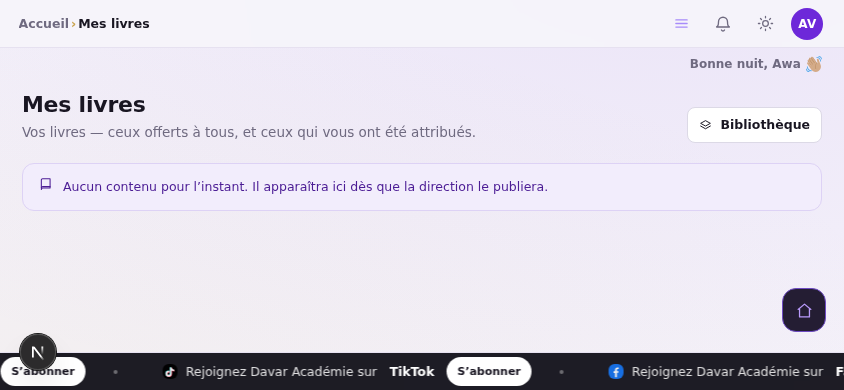 Accueil › Mes livres
AV
Bonne nuit, Awa 👋🏽
Mes livres
Vos livres — ceux offerts à tous, et ceux qui vous ont été attribués.
Bibliothèque
Aucun contenu pour l’instant. Il apparaîtra ici dès que la direction le publiera.
N
S’abonner • Rejoignez Davar Académie sur TikTok S’abonner • Rejoignez Davar Académie sur F